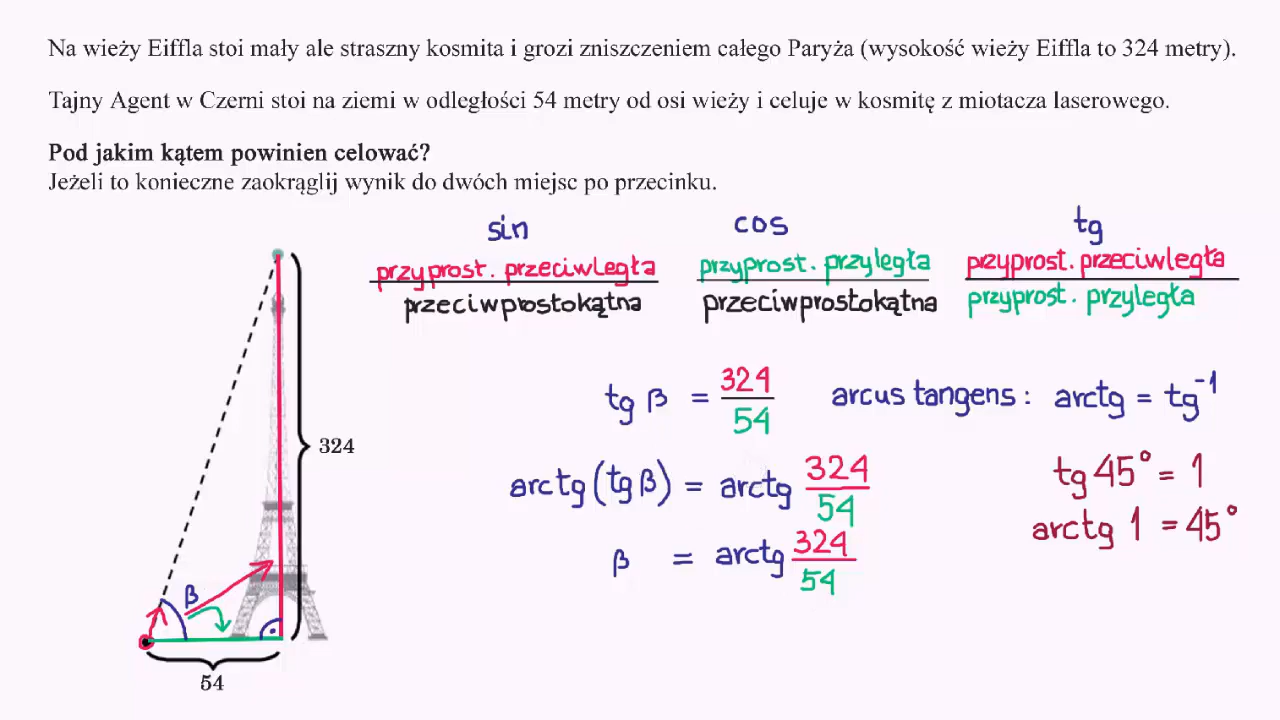 Na wieży Eiffla stoi mały ale straszny kosmita i grozi zniszczeniem całego Paryża (wysokość wieży Eiffla to 324 metry).
Tajny Agent w Czerni stoi na ziemi w odległości 54 metry od osi wieży i celuje w kosmitę z miotacza laserowego.
Pod jakim kątem powinien celować?
Jeżeli to konieczne zaokrąglij wynik do dwóch miejsc po przecinku.
sin cos tg
przyprost. przeciwległa przyprost. przyległa przyprost. przeciwległa
przeciwprostokątna przeciwprostokątna przyprost. przyległa
tg β = 324/54 arcus tangens: arctg = tg⁻¹
324
arctg (tg β) = arctg 324/54 tg 45° = 1
arctg 1 = 45°
β = arctg 324/54
β
54